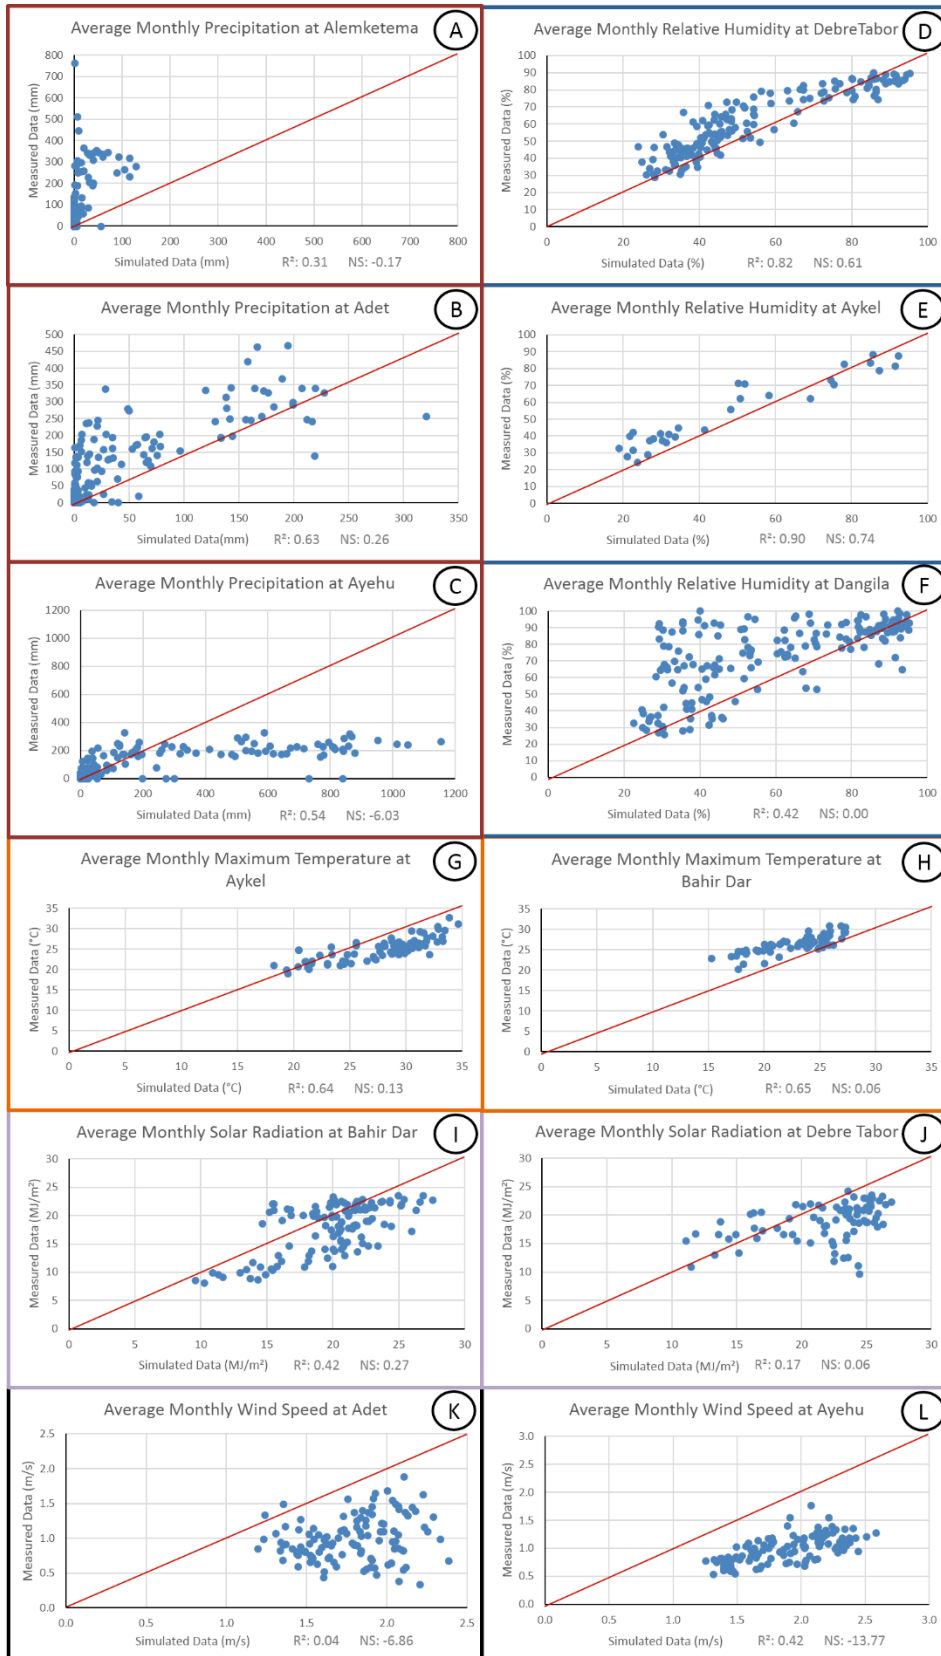 Average Monthly Precipitation at Alemketema
A
Measured Data (mm)
800
700
600
500
400
300
200
100
0
0 100 200 300 400 500 600 700 800
Simulated Data (mm) R²: 0.31 NS: -0.17
Average Monthly Relative Humidity at DebreTabor
D
Measured Data (%)
100
90
80
70
60
50
40
30
20
10
0
0 20 40 60 80 100
Simulated Data (%) R²: 0.82 NS: 0.61
Average Monthly Precipitation at Adet
B
Measured Data (mm)
500
450
400
350
300
250
200
150
100
50
0
0 50 100 150 200 250 300 350
Simulated Data(mm) R²: 0.63 NS: 0.26
Average Monthly Relative Humidity at Aykel
E
Measured Data (%)
100
90
80
70
60
50
40
30
20
10
0
0 20 40 60 80 100
Simulated Data (%) R²: 0.90 NS: 0.74
Average Monthly Precipitation at Ayehu
C
Measured Data (mm)
1200
1000
800
600
400
200
0
0 200 400 600 800 1000 1200
Simulated Data (mm) R²: 0.54 NS: -6.03
Average Monthly Relative Humidity at Dangila
F
Measured Data (%)
100
90
80
70
60
50
40
30
20
10
0
0 20 40 60 80 100
Simulated Data (%) R²: 0.42 NS: 0.00
Average Monthly Maximum Temperature at
Aykel
G
Measured Data (°C)
35
30
25
20
15
10
5
0
0 5 10 15 20 25 30 35
Simulated Data (°C) R²: 0.64 NS: 0.13
Average Monthly Maximum Temperature at
Bahir Dar
H
Measured Data (°C)
35
30
25
20
15
10
5
0
0 5 10 15 20 25 30 35
Simulated Data (°C) R²: 0.65 NS: 0.06
Average Monthly Solar Radiation at Bahir Dar
I
Measured Data (MJ/m²)
30
25
20
15
10
5
0
0 5 10 15 20 25 30
Simulated Data (MJ/m²) R²: 0.42 NS: 0.27
Average Monthly Solar Radiation at Debre Tabor
J
Measured Data (MJ/m²)
30
25
20
15
10
5
0
0 5 10 15 20 25 30
Simulated Data (MJ/m²) R²: 0.17 NS: 0.06
Average Monthly Wind Speed at Adet
K
Measured Data (m/s)
2.5
2.0
1.5
1.0
0.5
0.0
0.0 0.5 1.0 1.5 2.0 2.5
Simulated Data (m/s) R²: 0.04 NS: -6.86
Average Monthly Wind Speed at Ayehu
L
Measured Data (m/s)
3.0
2.5
2.0
1.5
1.0
0.5
0.0
0.0 0.5 1.0 1.5 2.0 2.5 3.0
Simulated Data (m/s) R²: 0.42 NS: -13.77